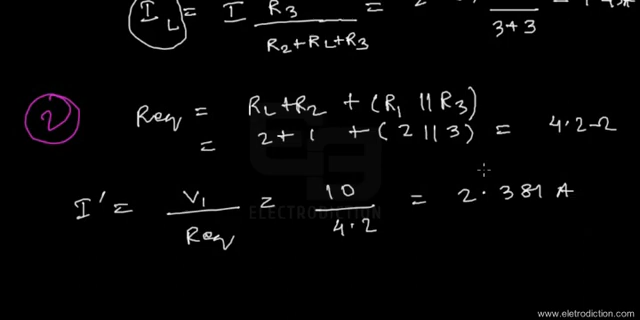 I L = I R3 / R2+RL+R3 = 2 / 3+3 =
2 Req = RL+R2 + (R1 || R3)
= 2+1 + (2||3) = 4.2Ω
I' = V1 / Req = 10 / 4.2 = 2.381 A
ELECTRODICTION
www.eletrodiction.com